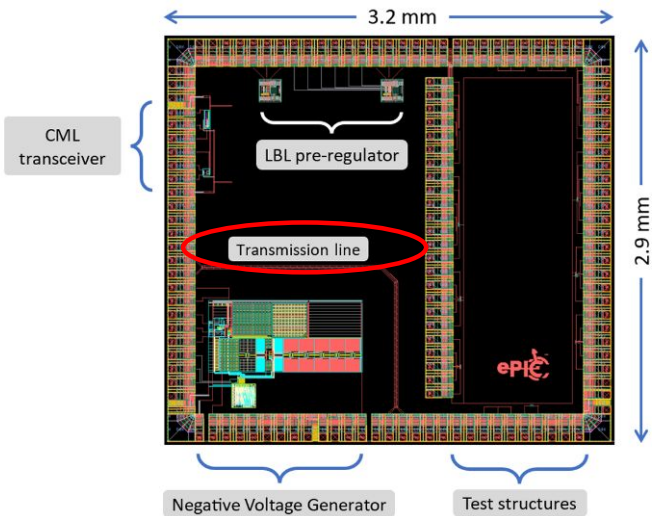 3.2 mm
CML
transceiver
LBL pre-regulator
Transmission line
2.9 mm
ePIC
Negative Voltage Generator
Test structures